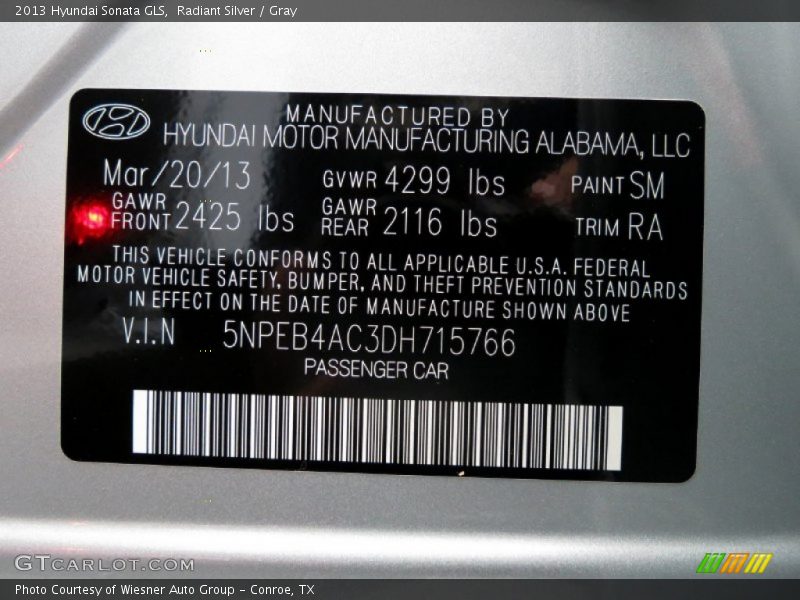 2013 Hyundai Sonata GLS, Radiant Silver / Gray
MANUFACTURED BY
HYUNDAI MOTOR MANUFACTURING ALABAMA, LLC
Mar/20/13 GVWR 4299 lbs PAINT SM
GAWR FRONT 2425 lbs GAWR REAR 2116 lbs TRIM RA
THIS VEHICLE CONFORMS TO ALL APPLICABLE U.S.A. FEDERAL
MOTOR VEHICLE SAFETY, BUMPER, AND THEFT PREVENTION STANDARDS
IN EFFECT ON THE DATE OF MANUFACTURE SHOWN ABOVE
V.I.N 5NPEB4AC3DH715766
PASSENGER CAR
GTCARLOT.COM
Photo Courtesy of Wiesner Auto Group - Conroe, TX